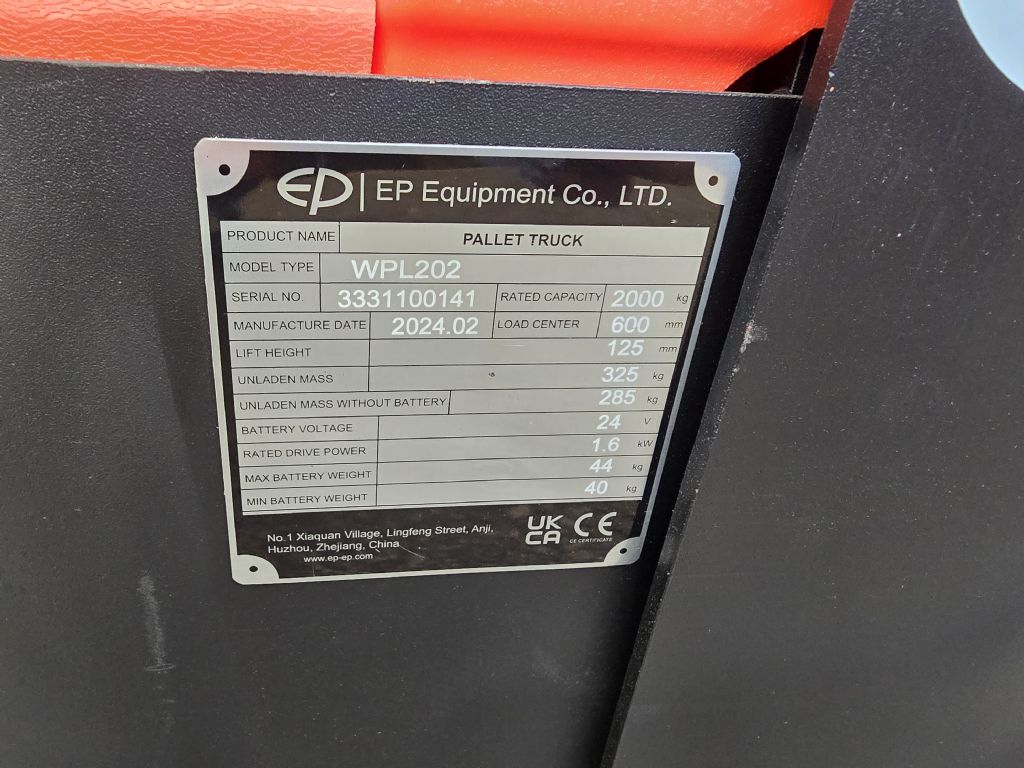 EP | EP Equipment Co., LTD.
PRODUCT NAME PALLET TRUCK
MODEL TYPE WPL202
SERIAL NO. 3331100141 RATED CAPACITY 2000 kg
MANUFACTURE DATE 2024.02 LOAD CENTER 600 mm
LIFT HEIGHT 125 mm
UNLADEN MASS 325 kg
UNLADEN MASS WITHOUT BATTERY 285 kg
BATTERY VOLTAGE 24 V
RATED DRIVE POWER 1.6 kW
MAX BATTERY WEIGHT 44 kg
MIN BATTERY WEIGHT 40 kg
No.1 Xiaquan Village, Lingfeng Street, Anji,
Huzhou, Zhejiang, China
www.ep-ep.com
UK
CA
CE
CE CERTIFICATE